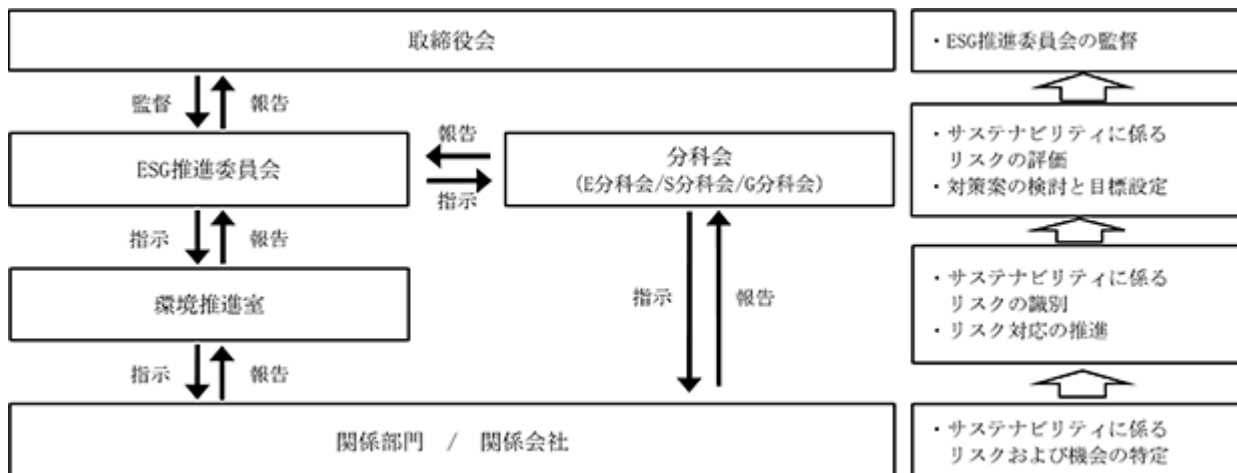 取締役会
・ESG推進委員会の監督
監督
報告
ESG推進委員会
報告
指示
分科会
(E分科会/S分科会/G分科会)
・サステナビリティに係る
リスクの評価
・対策案の検討と目標設定
指示
報告
環境推進室
指示
報告
・サステナビリティに係る
リスクの識別
・リスク対応の推進
指示
報告
関係部門 / 関係会社
・サステナビリティに係る
リスクおよび機会の特定